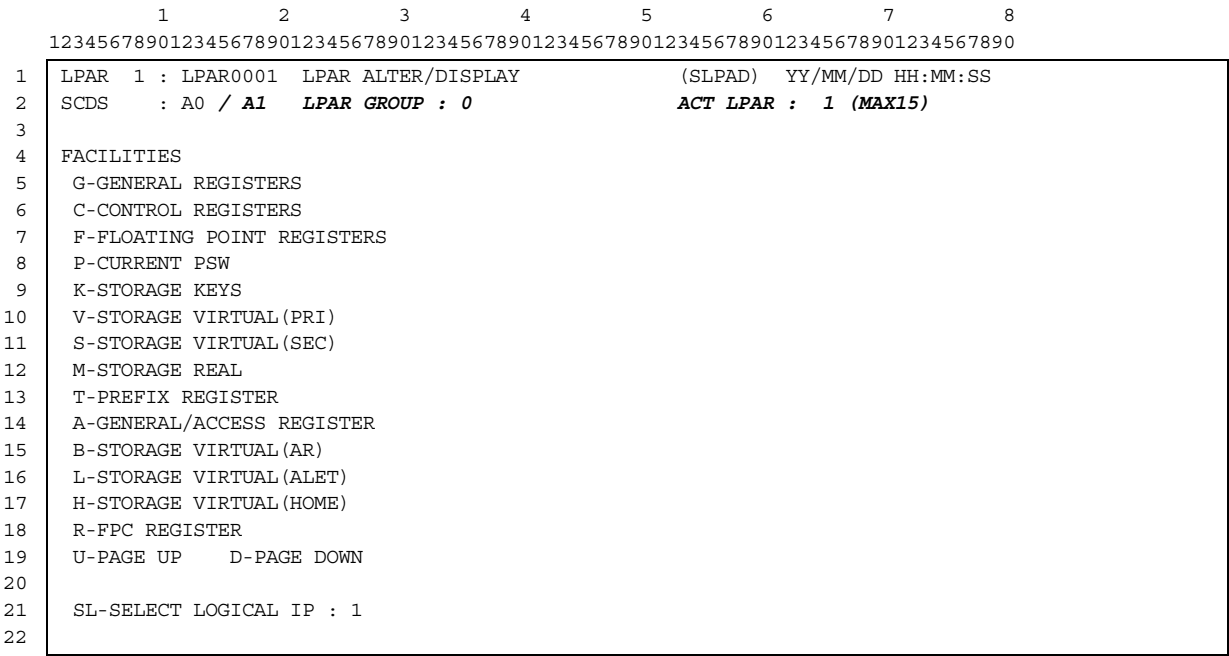 1 2 3 4 5 6 7 8
12345678901234567890123456789012345678901234567890123456789012345678901234567890
1 LPAR 1 : LPAR0001 LPAR ALTER/DISPLAY (SLPAD) YY/MM/DD HH:MM:SS
2 SCDS : A0 / A1 LPAR GROUP : 0 ACT LPAR : 1 (MAX15)
3
4 FACILITIES
5 G-GENERAL REGISTERS
6 C-CONTROL REGISTERS
7 F-FLOATING POINT REGISTERS
8 P-CURRENT PSW
9 K-STORAGE KEYS
10 V-STORAGE VIRTUAL(PRI)
11 S-STORAGE VIRTUAL(SEC)
12 M-STORAGE REAL
13 T-PREFIX REGISTER
14 A-GENERAL/ACCESS REGISTER
15 B-STORAGE VIRTUAL(AR)
16 L-STORAGE VIRTUAL(ALET)
17 H-STORAGE VIRTUAL(HOME)
18 R-FPC REGISTER
19 U-PAGE UP D-PAGE DOWN
20
21 SL-SELECT LOGICAL IP : 1
22